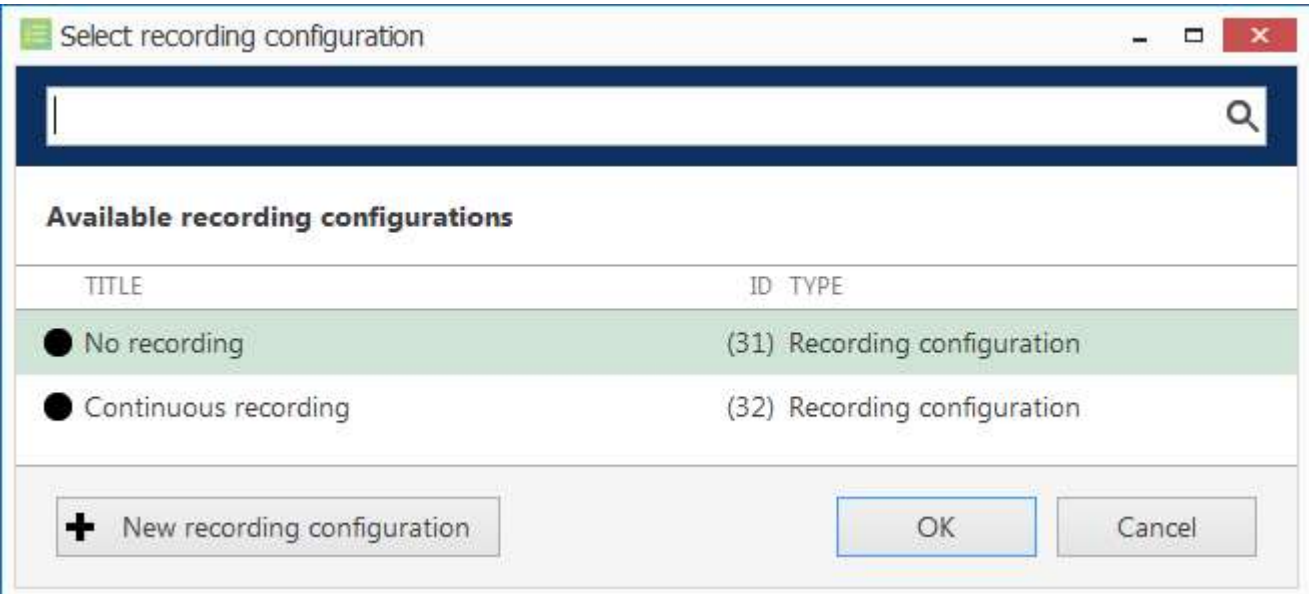 Select recording configuration
Available recording configurations
TITLE ID TYPE
No recording (31) Recording configuration
Continuous recording (32) Recording configuration
New recording configuration OK Cancel